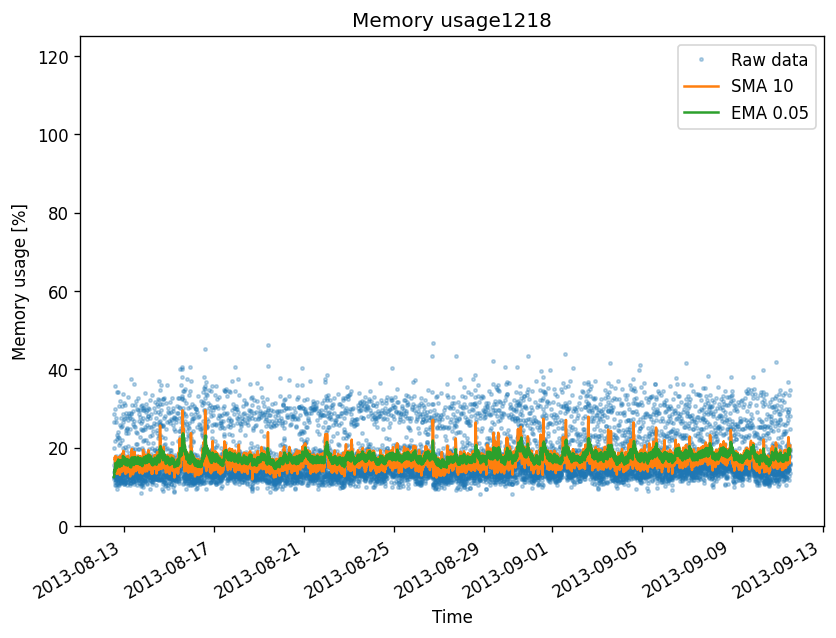 Memory usage1218
Raw data
SMA 10
EMA 0.05
Memory usage [%]
120
100
80
60
40
20
0
2013-08-13
2013-08-17
2013-08-21
2013-08-25
2013-08-29
2013-09-01
2013-09-05
2013-09-09
2013-09-13
Time